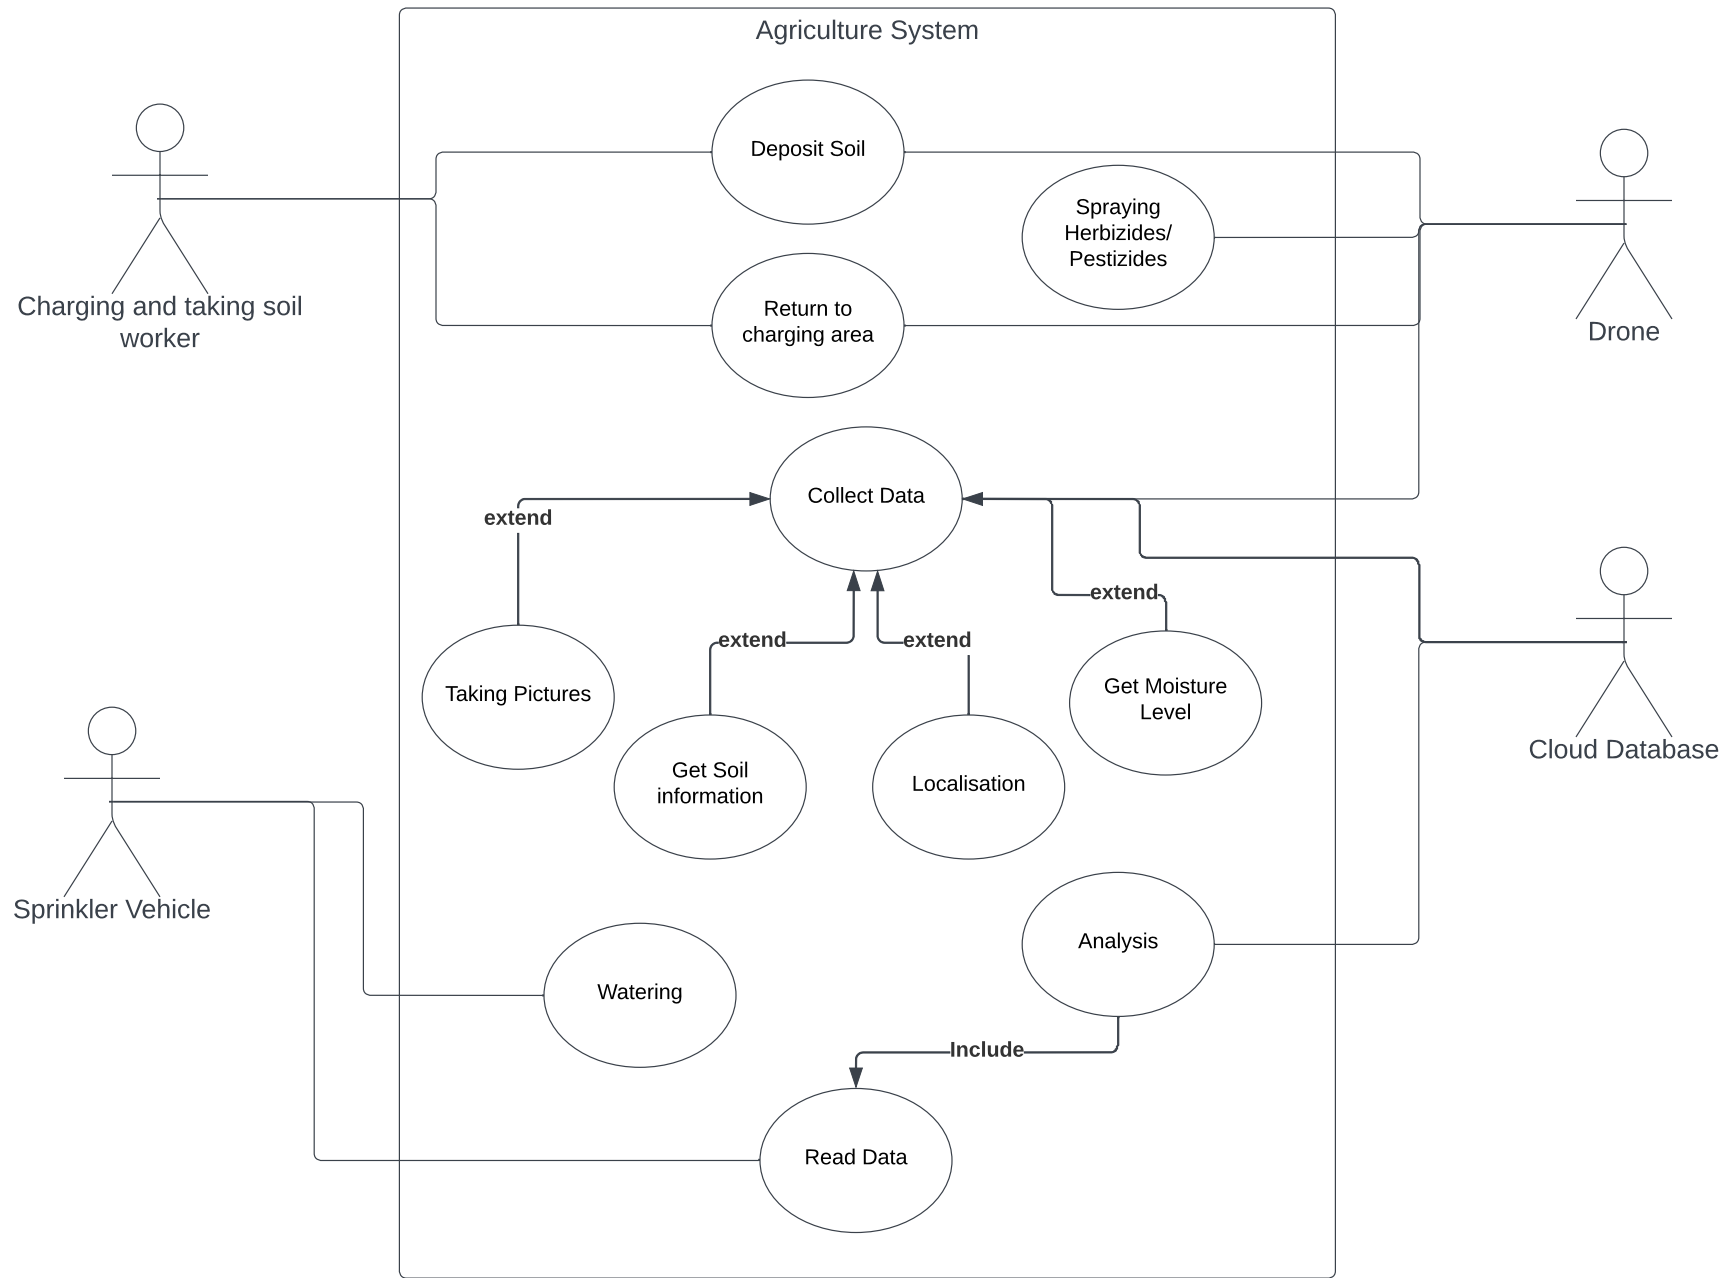 Agriculture System
Deposit Soil
Spraying
Herbizides/
Pestizides
Charging and taking soil
worker
Return to
charging area
Drone
Collect Data
extend
extend
extend
extend
Taking Pictures
Get Moisture
Level
Cloud Database
Get Soil
information
Localisation
Sprinkler Vehicle
Analysis
Watering
Include
Read Data